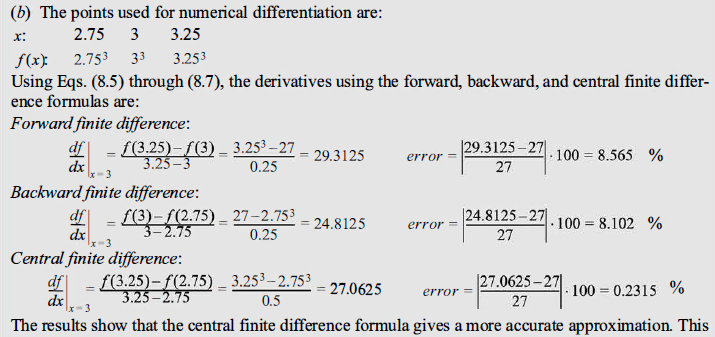 (b) The points used for numerical differentiation are:
x: 2.75 3 3.25
f(x): 2.75³ 3³ 3.25³
Using Eqs. (8.5) through (8.7), the derivatives using the forward, backward, and central finite differ-
ence formulas are:
Forward finite difference:
df/dx|x=3 = f(3.25)−f(3)/3.25−3 = 3.25³−27/0.25 = 29.3125 error = |29.3125−27/27| · 100 = 8.565 %
Backward finite difference:
df/dx|x=3 = f(3)−f(2.75)/3−2.75 = 27−2.75³/0.25 = 24.8125 error = |24.8125−27/27| · 100 = 8.102 %
Central finite difference:
df/dx|x=3 = f(3.25)−f(2.75)/3.25−2.75 = 3.25³−2.75³/0.5 = 27.0625 error = |27.0625−27/27| · 100 = 0.2315 %
The results show that the central finite difference formula gives a more accurate approximation. This